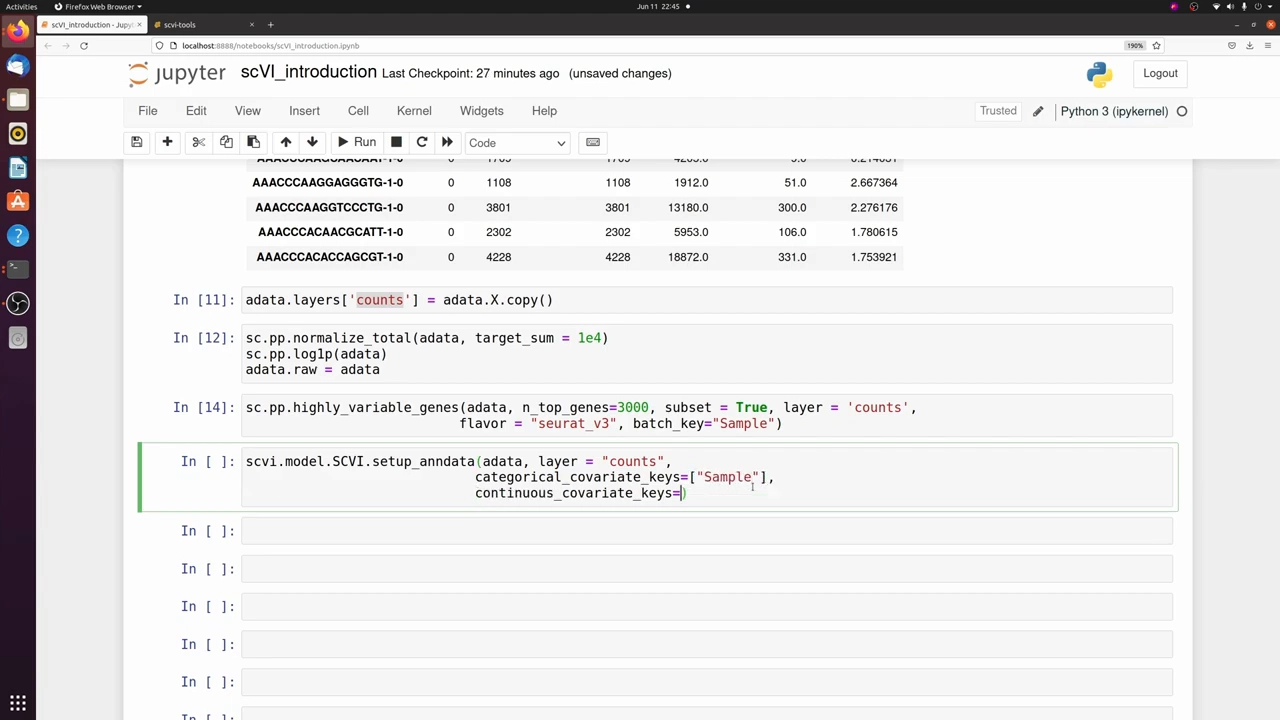 Activities
Firefox Web Browser
Jun 11 22:45
scVI_introduction - Jupyt
scvi-tools
localhost:8888/notebooks/scVI_introduction.ipynb
190%
jupyter scVI_introduction Last Checkpoint: 27 minutes ago (unsaved changes)
Logout
File Edit View Insert Cell Kernel Widgets Help
Trusted
Python 3 (ipykernel)
Run
Code
AAACCCAAGGAGGGTG-1-0 0 1108 1108 1912.0 51.0 2.667364
AAACCCAAGGTCCCTG-1-0 0 3801 3801 13180.0 300.0 2.276176
AAACCCACAACGCATT-1-0 0 2302 2302 5953.0 106.0 1.780615
AAACCCACACCAGCGT-1-0 0 4228 4228 18872.0 331.0 1.753921
In [11]: adata.layers['counts'] = adata.X.copy()
In [12]: sc.pp.normalize_total(adata, target_sum = 1e4)
sc.pp.log1p(adata)
adata.raw = adata
In [14]: sc.pp.highly_variable_genes(adata, n_top_genes=3000, subset = True, layer = 'counts',
flavor = "seurat_v3", batch_key="Sample")
In [ ]: scvi.model.SCVI.setup_anndata(adata, layer = "counts",
categorical_covariate_keys=["Sample"],
continuous_covariate_keys=)
In [ ]:
In [ ]:
In [ ]:
In [ ]:
In [ ]: